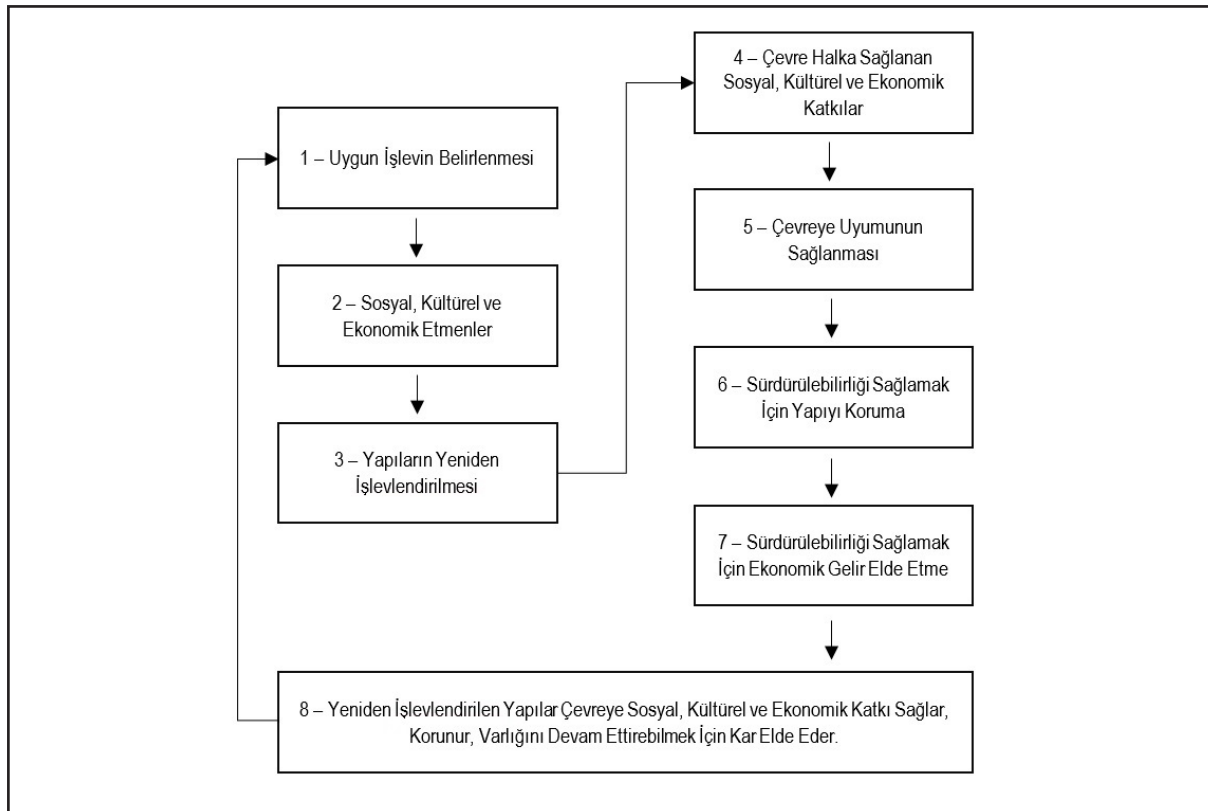 1 – Uygun İşlevin Belirlenmesi
2 – Sosyal, Kültürel ve
Ekonomik Etmenler
3 – Yapıların Yeniden
İşlevlendirilmesi
4 – Çevre Halka Sağlanan
Sosyal, Kültürel ve Ekonomik
Katkılar
5 – Çevreye Uyumunun
Sağlanması
6 – Sürdürülebilirliği Sağlamak
İçin Yapıyı Koruma
7 – Sürdürülebilirliği Sağlamak
İçin Ekonomik Gelir Elde Etme
8 – Yeniden İşlevlendirilen Yapılar Çevreye Sosyal, Kültürel ve Ekonomik Katkı Sağlar,
Korunur, Varlığını Devam Ettirebilmek İçin Kar Elde Eder.